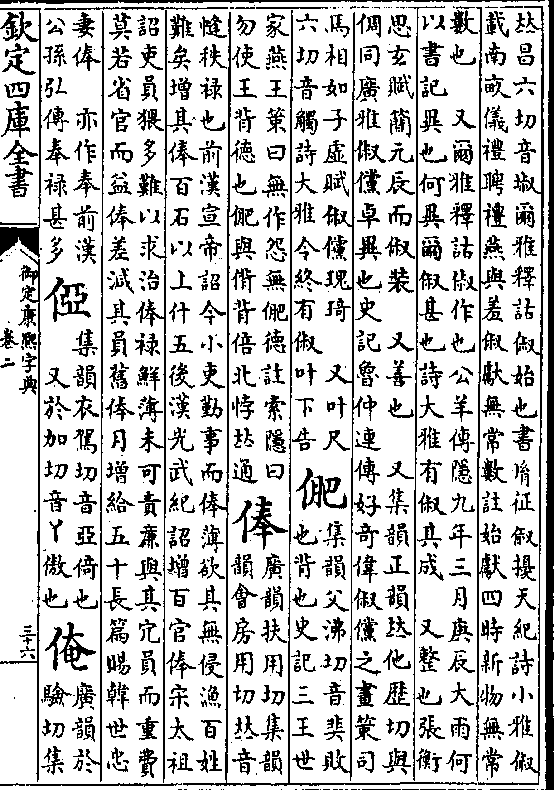 𠀤昌六切音埱爾雅釋詁俶始也書胤征俶擾天紀詩小雅俶
載南畝儀禮聘禮燕與羞俶獻無常數註始獻四時新物無常
數也　又爾雅釋詁俶作也公羊傳隱九年三月庚辰大雨何
以書記異也何異爾俶甚也詩大雅有俶其成　又整也張衡
思玄賦簡元辰而俶裝　又善也　又集韻正韻𠀤他歷切與
倜同廣雅俶儻卓異也史記魯仲連傳好奇偉俶儻之畫策司
馬相如子虛賦俶儻瑰琦　又叶尺
六切音觸詩大雅令終有俶叶下告
俷
集韻父沸切音斐敗
也背也史記三王世
家燕王策曰無作怨無俷德註索隱曰
勿使王背德也俷與偝背倍北悖𠀤通
俸
廣韻扶用切集韻
韻會房用切𠀤音
縫秩祿也前漢宣帝詔今小吏勤事而俸薄欲其無侵漁百姓
難矣增其俸百石以上什五後漢光武紀詔增百官俸宋太祖
詔吏員猥多難以求治俸祿鮮薄未可責廉與其冗員而重費
莫若省官而益俸差減其員舊俸月增給五十長篇賜韓世忠
妻俸　亦作奉前漢
公孫弘傳奉祿甚多
俹
集韻衣駕切音亞倚也
又於加切音丫傲也
俺
廣韻於
驗切集
欽定四庫全書
御定康熙字典
卷二
三十六